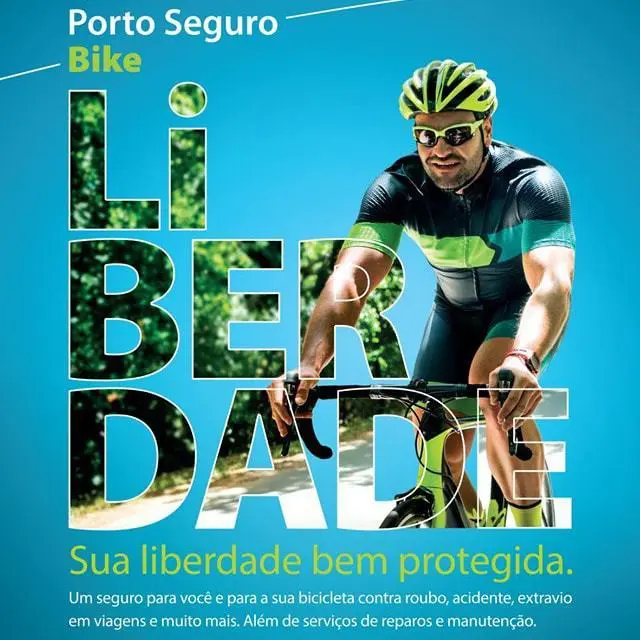 Porto Seguro
Bike
Li
BER
DADE
Sua liberdade bem protegida.
Um seguro para você e para a sua bicicleta contra roubo, acidente, extravio
em viagens e muito mais. Além de serviços de reparos e manutenção.